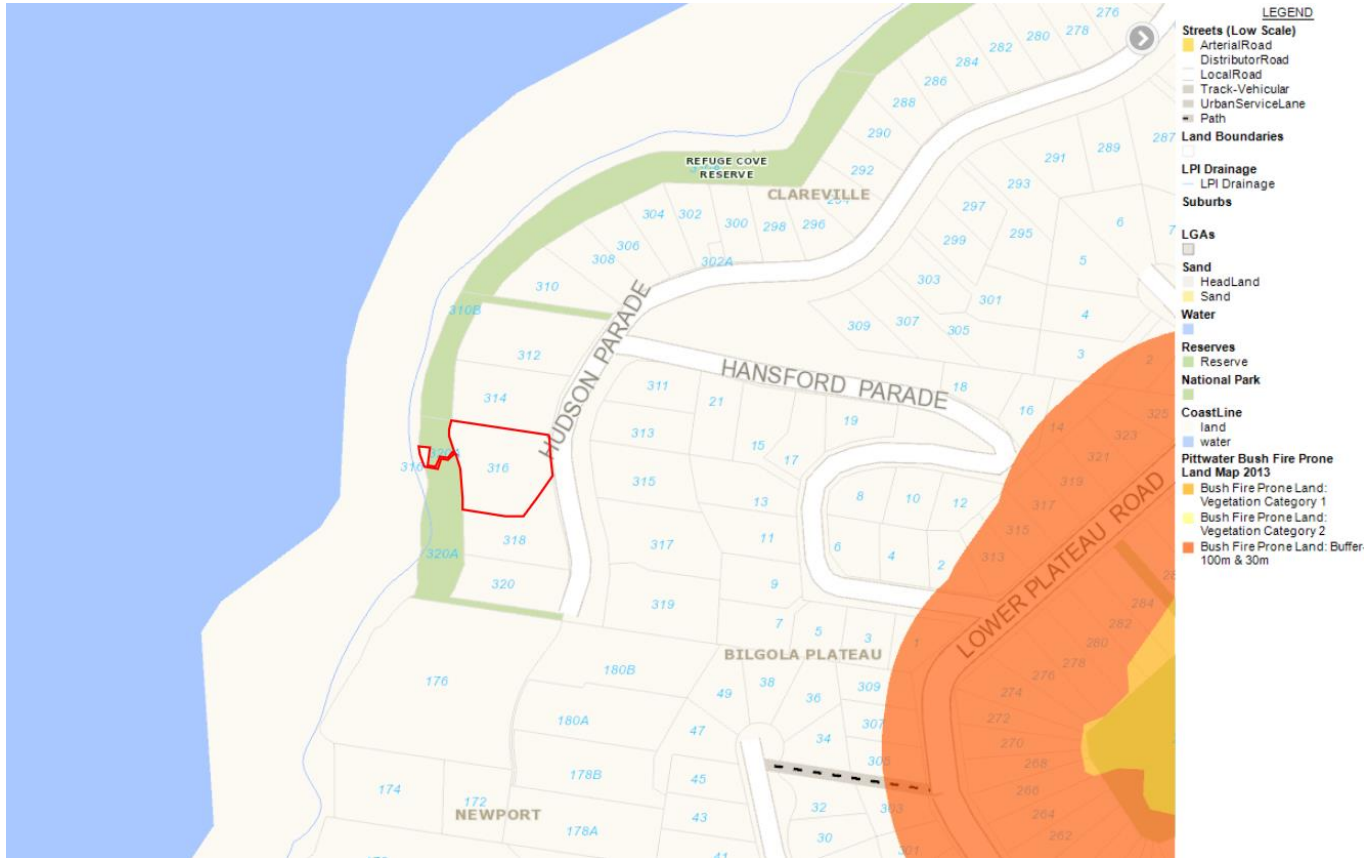 276
278
280
282
284
286
288
290
292
REFUGE COVE
RESERVE
CLAREVILLE
287
289
291
293
295
297
299
6
5
4
3
2
304
302
300
298
296
306
308
302A
310
310B
303
301
305
307
309
312
314
316
318
320
320A
320A
HUDSON PARADE
HANSFORD PARADE
311
313
315
317
319
21
19
15
17
13
11
9
7
5
3
1
18
16
14
325
323
321
319
317
315
313
8
10
12
6
4
2
LOWER PLATEAU ROAD
BILGOLA PLATEAU
284
282
280
278
276
274
272
270
268
266
264
262
309
307
305
303
301
49
38
36
34
47
45
43
41
32
30
176
180B
180A
178B
178A
174
172
NEWPORT
LEGEND
Streets (Low Scale)
ArterialRoad
DistributorRoad
LocalRoad
Track-Vehicular
UrbanServiceLane
Path
Land Boundaries
LPI Drainage
LPI Drainage
Suburbs
LGAs
Sand
HeadLand
Sand
Water
Reserves
Reserve
National Park
CoastLine
land
water
Pittwater Bush Fire Prone
Land Map 2013
Bush Fire Prone Land:
Vegetation Category 1
Bush Fire Prone Land:
Vegetation Category 2
Bush Fire Prone Land: Buffer-
100m & 30m